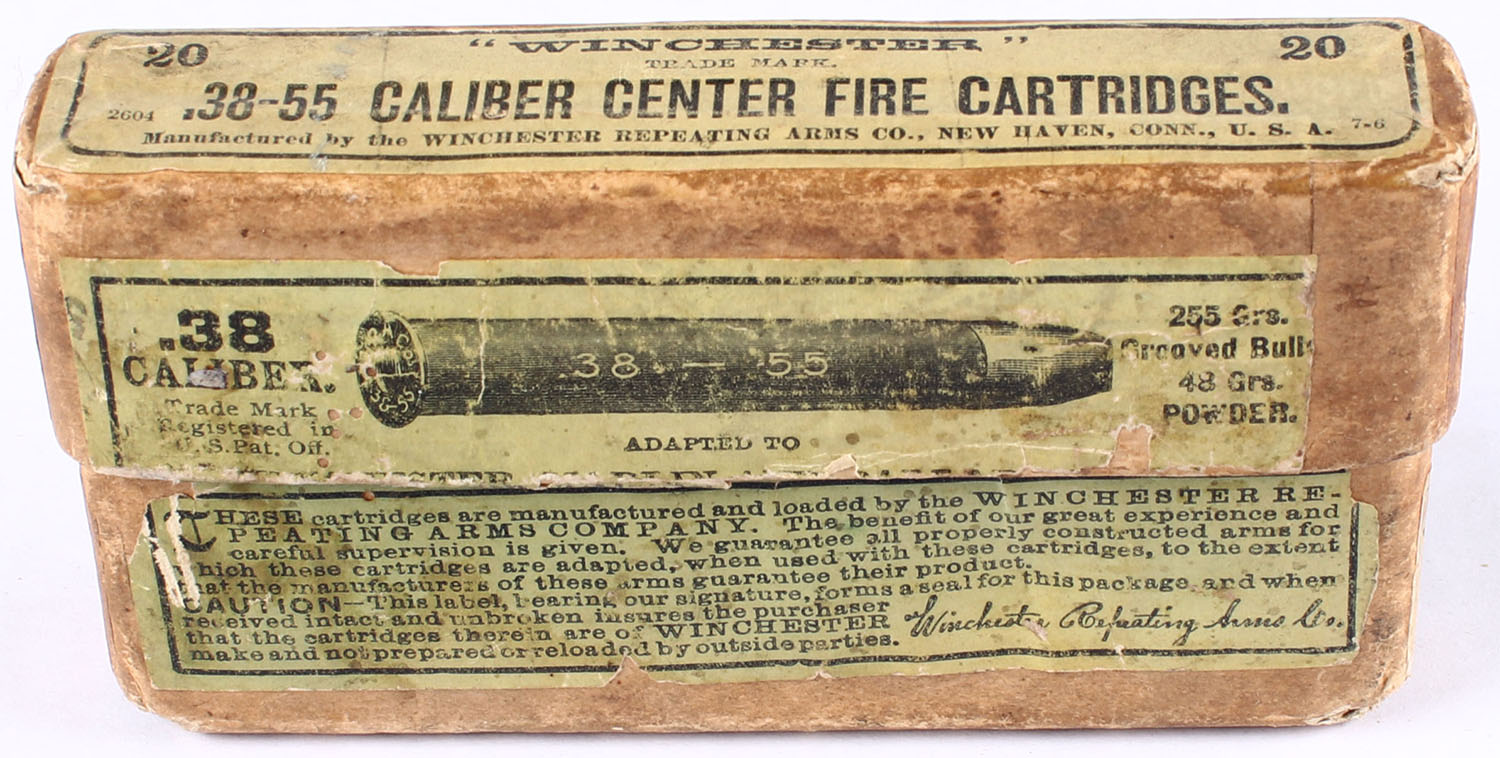 20 "WINCHESTER" 20
TRADE MARK.
2604 .38-55 CALIBER CENTER FIRE CARTRIDGES.
Manufactured by the WINCHESTER REPEATING ARMS CO., NEW HAVEN, CONN., U. S. A. 7-6
.38
CALIBER.
Trade Mark
Registered in
U.S. Pat. Off.
.38 — 55
38-55
ADAPTED TO
255 Grs.
Grooved
48 Grs.
POWDER.
THESE cartridges are manufactured and loaded by the WINCHESTER RE-
PEATING ARMS COMPANY. The benefit of our great experience and
careful supervision is given. We guarantee all properly constructed arms for
which these cartridges are adapted, when used with these cartridges, to the extent
that the manufacturers of these arms guarantee their product.
CAUTION—This label, bearing our signature, forms a seal for this package and when
received intact and unbroken insures the purchaser
that the cartridges therein are of WINCHESTER
make and not prepared or reloaded by outside parties.
Winchester Repeating Arms Co.